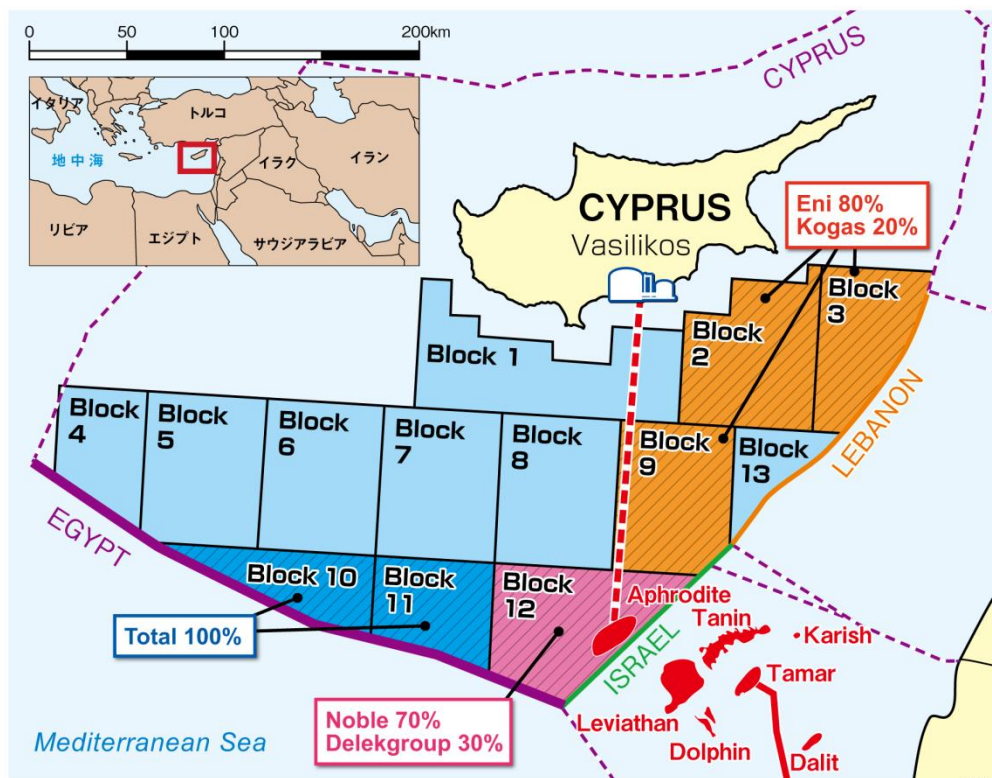 0
50
100
200km
イタリア
トルコ
地中海
イラク
イラン
リビア
エジプト
サウジアラビア
CYPRUS
CYPRUS
Vasilikos
Eni 80%
Kogas 20%
Block 1
Block
2
Block
3
Block
4
Block
5
Block
6
Block
7
Block
8
Block
9
Block
13
LEBANON
EGYPT
Block 10
Block
11
Block
12
Total 100%
Noble 70%
Delekgroup 30%
ISRAEL
Aphrodite
Tanin
Karish
Tamar
Leviathan
Dolphin
Dalit
Mediterranean Sea